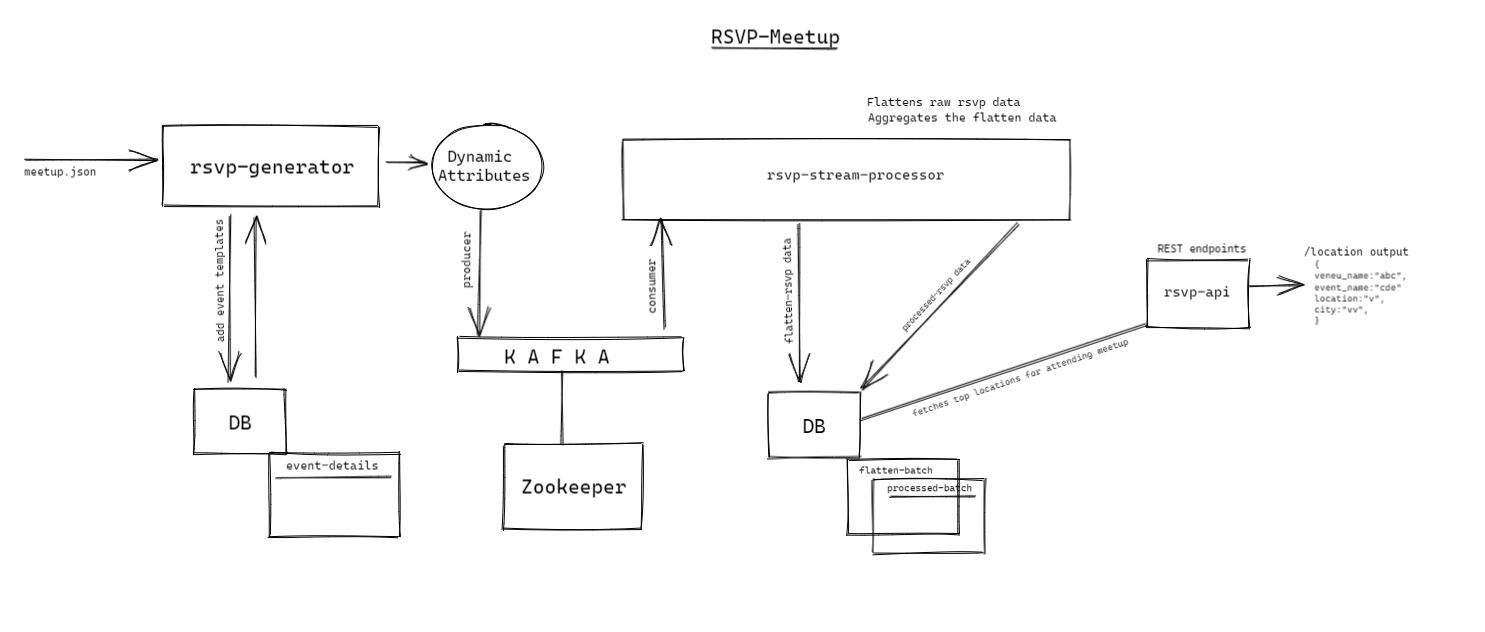 RSVP-Meetup
Flattens raw rsvp data
Aggregates the flatten data
meetup.json
rsvp-generator
Dynamic
Attributes
rsvp-stream-processor
add event templates
producer
consumer
flatten-rsvp data
processed-rsvp data
REST endpoints
rsvp-api
/location output
{
veneu_name:"abc",
event_name:"cde"
location:"v",
city:"vv",
}
K A F K A
fetches top locations for attending meetup
DB
event-details
Zookeeper
DB
flatten-batch
processed-batch